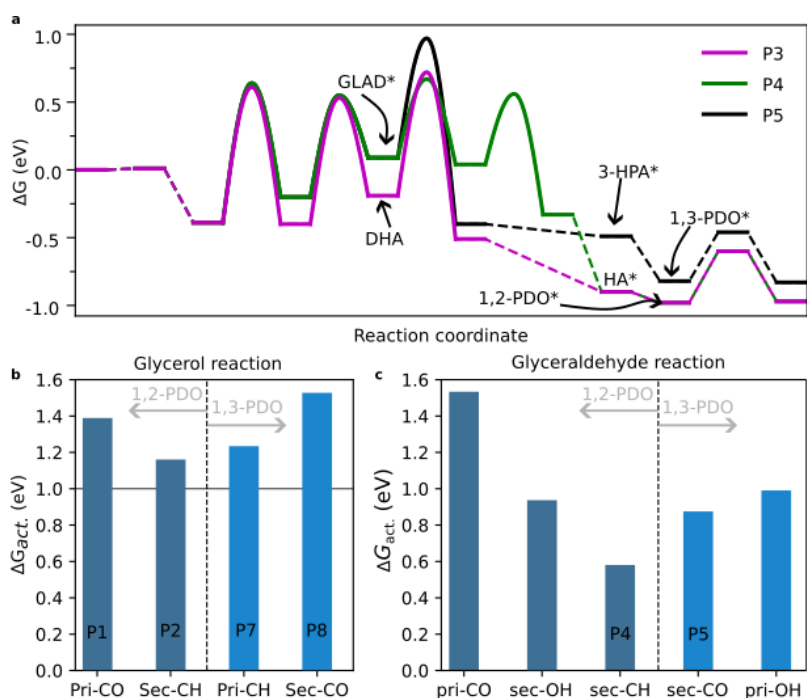 a
1.0
0.5
0.0
-0.5
-1.0
ΔG (eV)
GLAD*
DHA
3-HPA*
1,3-PDO*
HA*
1,2-PDO*
P3
P4
P5
Reaction coordinate
b
Glycerol reaction
1.6
1.4
1.2
1.0
0.8
0.6
0.4
0.2
0.0
ΔGact. (eV)
1,2-PDO
1,3-PDO
P1
P2
P7
P8
Pri-CO
Sec-CH
Pri-CH
Sec-CO
c
Glyceraldehyde reaction
1.6
1.4
1.2
1.0
0.8
0.6
0.4
0.2
0.0
ΔGact. (eV)
1,2-PDO
1,3-PDO
P4
P5
pri-CO
sec-OH
sec-CH
sec-CO
pri-OH